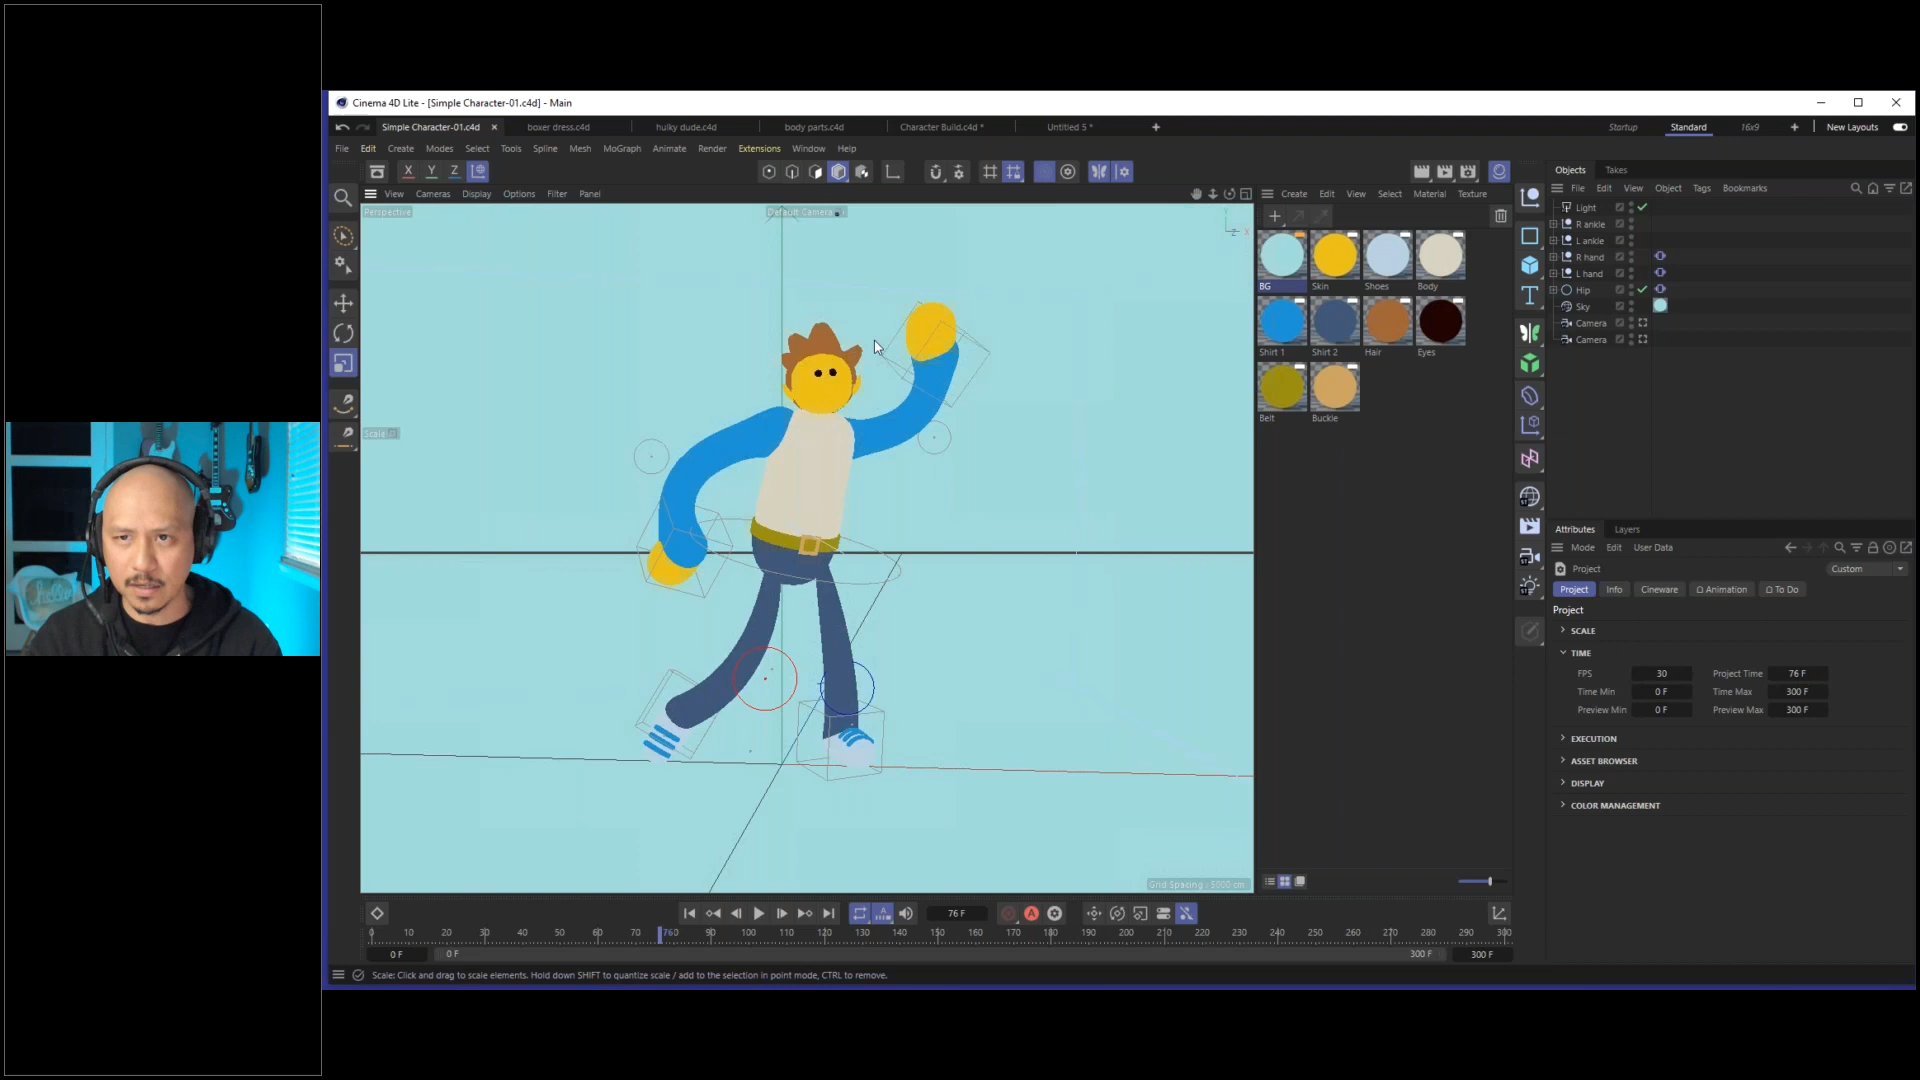 Cinema 4D Lite - [Simple Character-01.c4d] - Main
Simple Character-01.c4d
boxer dress.c4d
hulky dude.c4d
body parts.c4d
Character Build.c4d *
Untitled 5 *
Startup
Standard
16x9
New Layouts
File Edit Create Modes Select Tools Spline Mesh MoGraph Animate Render Extensions Window Help
X Y Z
View Cameras Display Options Filter Panel
Create Edit View Select Material Texture
Perspective
Default Camera
Scale
Grid Spacing : 5000 cm
BG Skin Shoes Body
Shirt 1 Shirt 2 Hair Eyes
Belt Buckle
Objects Takes
File Edit View Object Tags Bookmarks
Light
R ankle
L ankle
R hand
L hand
Hip
Sky
Camera
Camera
Attributes Layers
Mode Edit User Data
Project
Custom
Project Info Cineware Animation To Do
Project
SCALE
TIME
FPS 30 Project Time 76 F
Time Min 0 F Time Max 300 F
Preview Min 0 F Preview Max 300 F
EXECUTION
ASSET BROWSER
DISPLAY
COLOR MANAGEMENT
hello
76 F
0 10 20 30 40 50 60 760 80 90 100 110 120 130 140 150 160 170 180 190 200 210 220 230 240 250 260 270 280 290 300
0 F 0 F 300 F 300 F
Scale: Click and drag to scale elements. Hold down SHIFT to quantize scale / add to the selection in point mode, CTRL to remove.